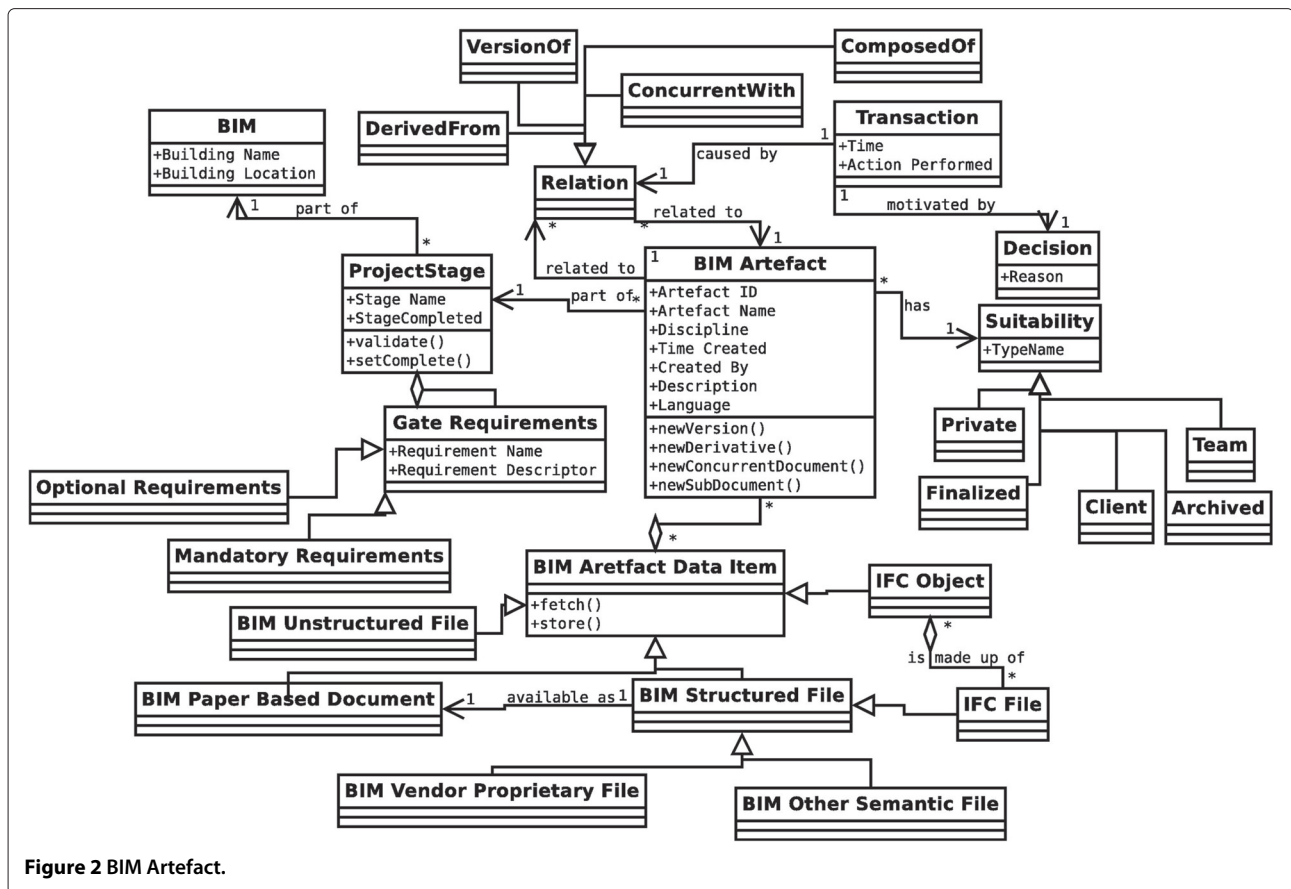 VersionOf
ComposedOf
ConcurrentWith
BIM
+Building Name
+Building Location
DerivedFrom
Transaction
+Time
+Action Performed
1
caused by
1
Relation
1
part of
*
1
motivated by
1
*
*
related to
1
Decision
+Reason
ProjectStage
+Stage Name
+StageCompleted
+validate()
+setComplete()
related to
1
part of
*
1
BIM Artefact
+Artefact ID
+Artefact Name
+Discipline
+Time Created
+Created By
+Description
+Language
+newVersion()
+newDerivative()
+newConcurrentDocument()
+newSubDocument()
*
has
1
Suitability
+TypeName
Private
Team
Finalized
Client
Archived
Gate Requirements
+Requirement Name
+Requirement Descriptor
Optional Requirements
Mandatory Requirements
*
*
BIM Aretfact Data Item
+fetch()
+store()
IFC Object
*
is made up of
*
BIM Unstructured File
BIM Paper Based Document
1
available as
1
BIM Structured File
IFC File
BIM Vendor Proprietary File
BIM Other Semantic File
Figure 2 BIM Artefact.